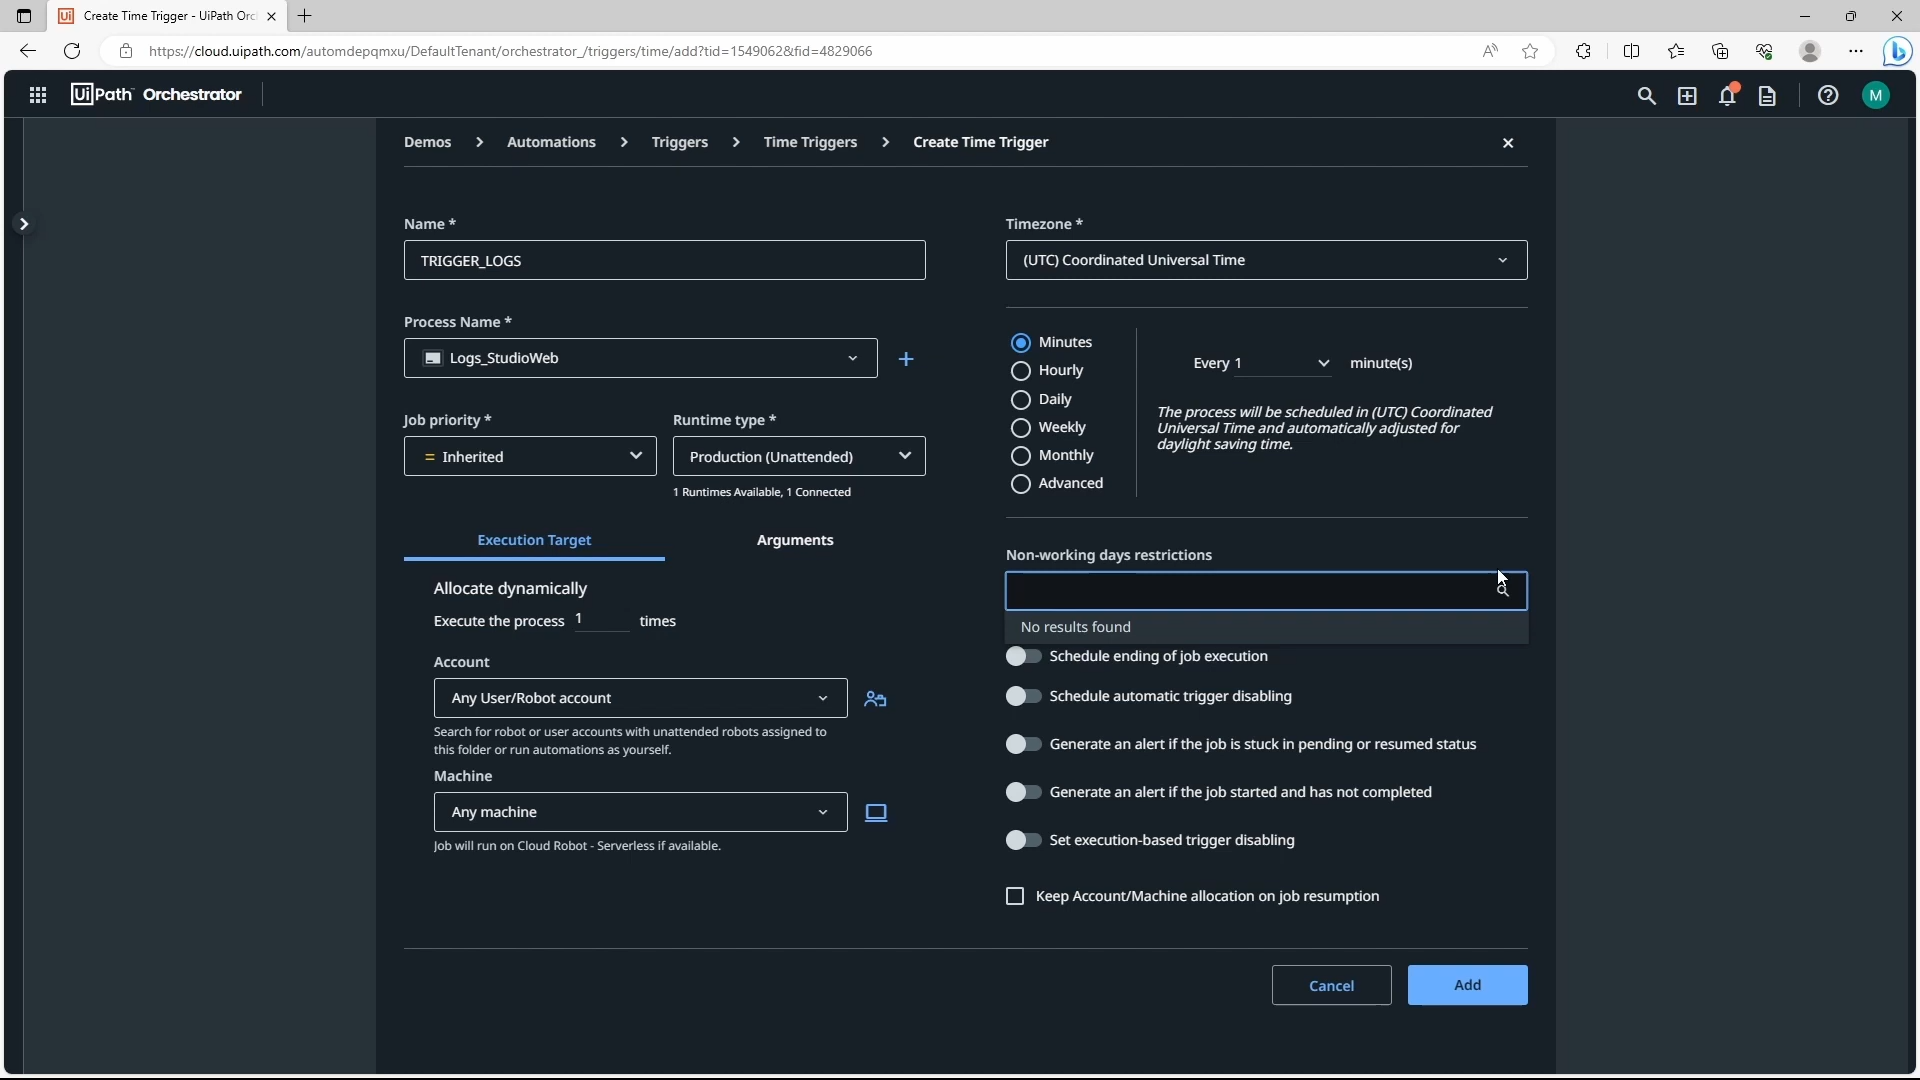 Create Time Trigger - UiPath Orc
https://cloud.uipath.com/automdepqmxu/DefaultTenant/orchestrator_/triggers/time/add?tid=1549062&fid=4829066
UiPath Orchestrator
M
Demos > Automations > Triggers > Time Triggers > Create Time Trigger
Name *
TRIGGER_LOGS
Process Name *
Logs_StudioWeb
Job priority *
Runtime type *
Inherited
Production (Unattended)
1 Runtimes Available, 1 Connected
Execution Target
Arguments
Allocate dynamically
Execute the process 1 times
Account
Any User/Robot account
Search for robot or user accounts with unattended robots assigned to
this folder or run automations as yourself.
Machine
Any machine
Job will run on Cloud Robot - Serverless if available.
Timezone *
(UTC) Coordinated Universal Time
Minutes
Hourly
Daily
Weekly
Monthly
Advanced
Every 1 minute(s)
The process will be scheduled in (UTC) Coordinated
Universal Time and automatically adjusted for
daylight saving time.
Non-working days restrictions
No results found
Schedule ending of job execution
Schedule automatic trigger disabling
Generate an alert if the job is stuck in pending or resumed status
Generate an alert if the job started and has not completed
Set execution-based trigger disabling
Keep Account/Machine allocation on job resumption
Cancel
Add